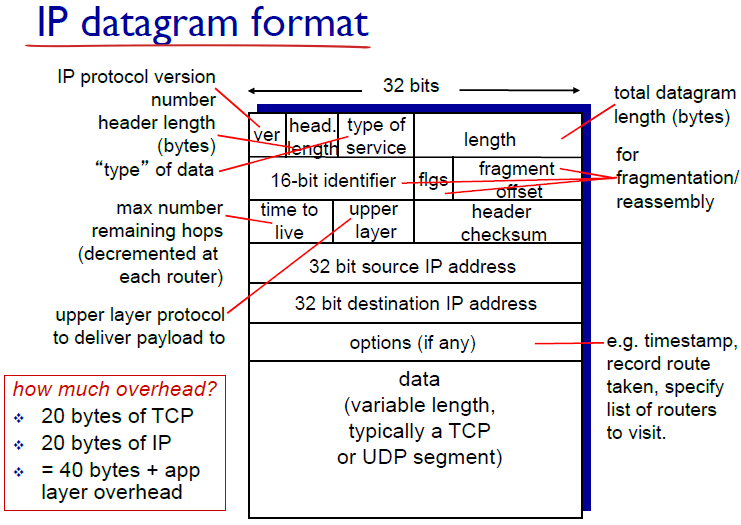 IP datagram format
IP protocol version
number
header length
(bytes)
“type” of data
max number
remaining hops
(decremented at
each router)
upper layer protocol
to deliver payload to
how much overhead?
❖ 20 bytes of TCP
❖ 20 bytes of IP
❖ = 40 bytes + app
layer overhead
32 bits
ver
head.
length
type of
service
length
16-bit identifier
flgs
fragment
offset
time to
live
upper
layer
header
checksum
32 bit source IP address
32 bit destination IP address
options (if any)
data
(variable length,
typically a TCP
or UDP segment)
total datagram
length (bytes)
for
fragmentation/
reassembly
e.g. timestamp,
record route
taken, specify
list of routers
to visit.